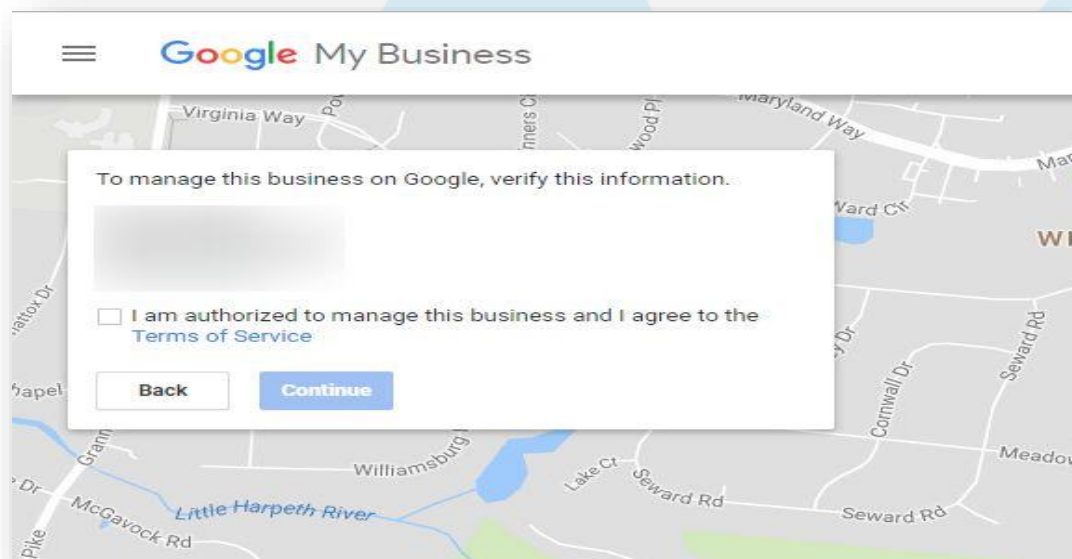 Google My Business
Virginia Way
Maryland Way
To manage this business on Google, verify this information.
Ward Cir
I am authorized to manage this business and I agree to the
Terms of Service
Back
Continue
Seward Rd
Cornwall Dr
Williamsburg
Lake Ct
Seward Rd
Little Harpeth River
McGavock Rd
Seward Rd
Pike